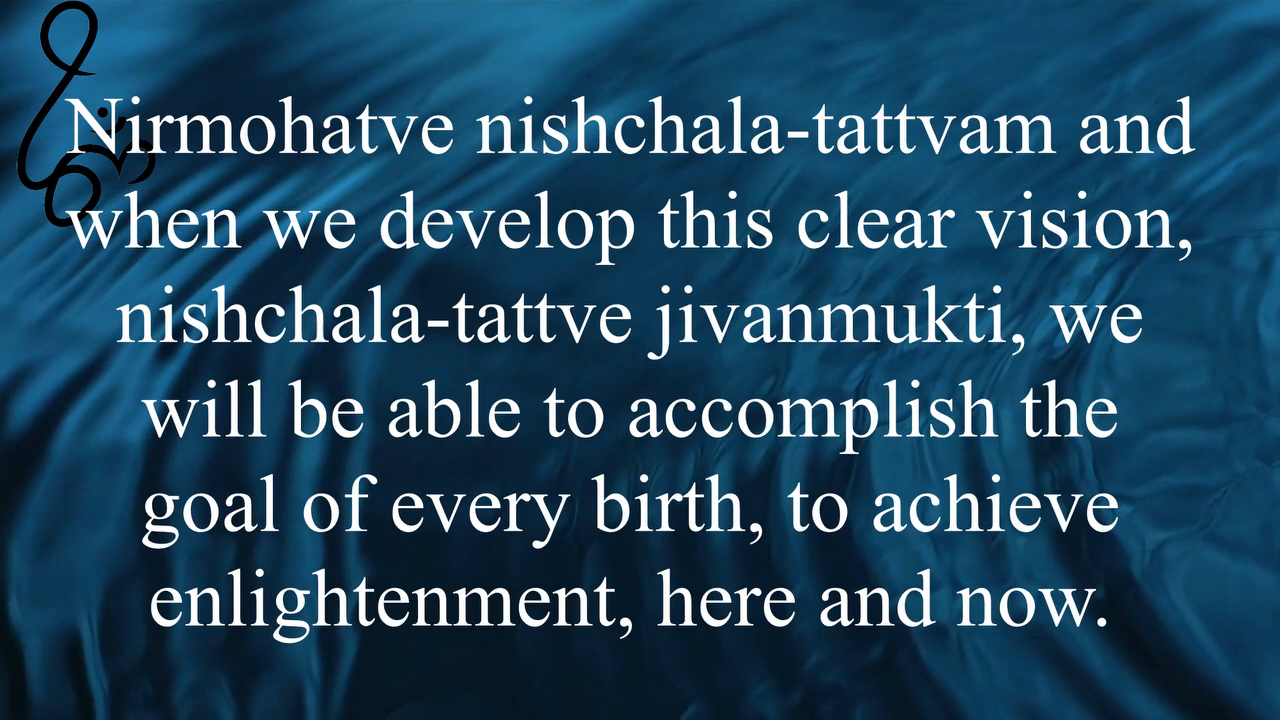 Nirmohatve nishchala-tattvam and
when we develop this clear vision,
nishchala-tattve jivanmukti, we
will be able to accomplish the
goal of every birth, to achieve
enlightenment, here and now.